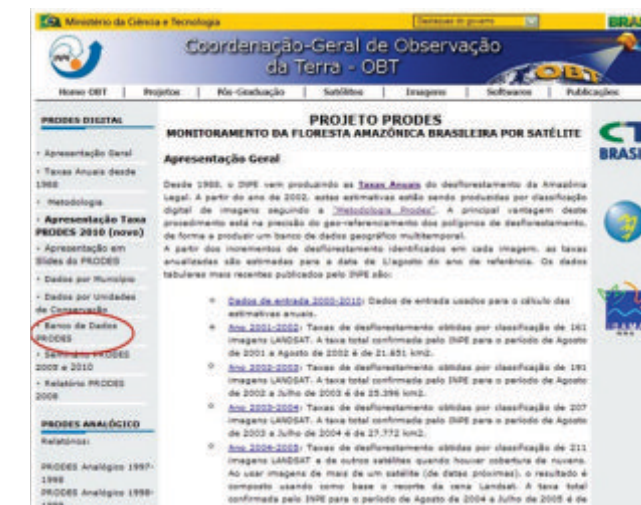 Ministério da Ciência e Tecnologia
Destaques do governo
BRAS
Coordenação-Geral de Observação
da Terra - OBT
OBT
Home OBT | Projetos | Pós-Graduação | Satélites | Imagens | Softwares | Publicações
PRODES DIGITAL
• Apresentação Geral
• Taxas Anuais desde
1988
• Metodologia
• Apresentação Taxa
PRODES 2010 (novo)
• Apresentação em
Slides do PRODES
• Dados por Município
• Dados por Unidades
de Conservação
• Banco de Dados
PRODES
• Seminário PRODES
2009 e 2010
• Relatório PRODES
2008
PRODES ANALÓGICO
Relatórios:
PRODES Analógico 1997-
1998
PRODES Analógico 1998-
1999
PROJETO PRODES
MONITORAMENTO DA FLORESTA AMAZÔNICA BRASILEIRA POR SATÉLITE
Apresentação Geral
Desde 1988, o INPE vem produzindo as Taxas Anuais do desflorestamento da Amazônia
Legal. A partir do ano de 2002, estas estimativas estão sendo produzidas por classificação
digital de imagens seguindo a "Metodologia Prodes". A principal vantagem deste
procedimento está na precisão do geo-referenciamento dos polígonos de desflorestamento,
de forma a produzir um banco de dados geográfico multitemporal.
A partir dos incrementos de desflorestamento identificados em cada imagem, as taxas
anualizadas são estimadas para a data de 1/agosto do ano de referência. Os dados
tabulares mais recentes publicados pelo INPE são:
Dados de entrada 2000-2010: Dados de entrada usados para o cálculo das
estimativas anuais.
Ano 2001-2002: Taxas de desflorestamento obtidas por classificação de 161
imagens LANDSAT. A taxa total confirmada pelo INPE para o período de Agosto
de 2001 a Agosto de 2002 é de 21.651 km2.
Ano 2002-2003: Taxas de desflorestamento obtidas por classificação de 191
imagens LANDSAT. A taxa total confirmada pelo INPE para o período de Agosto
de 2002 a Julho de 2003 é de 25.396 km2.
Ano 2003-2004: Taxas de desflorestamento obtidas por classificação de 207
imagens LANDSAT. A taxa total confirmada pelo INPE para o período de Agosto
de 2003 a Julho de 2004 é de 27.772 km2.
Ano 2004-2005: Taxas de desflorestamento obtidas por classificação de 211
imagens LANDSAT e de outros satélites quando houver cobertura de nuvens.
Ao usar imagens de mais de um satélite (de datas próximas), o resultado é
composto usando como base o recorte da cena Landsat. A taxa total
confirmada pelo INPE para o período de Agosto de 2004 a Julho de 2005 é de
CT
BRASI